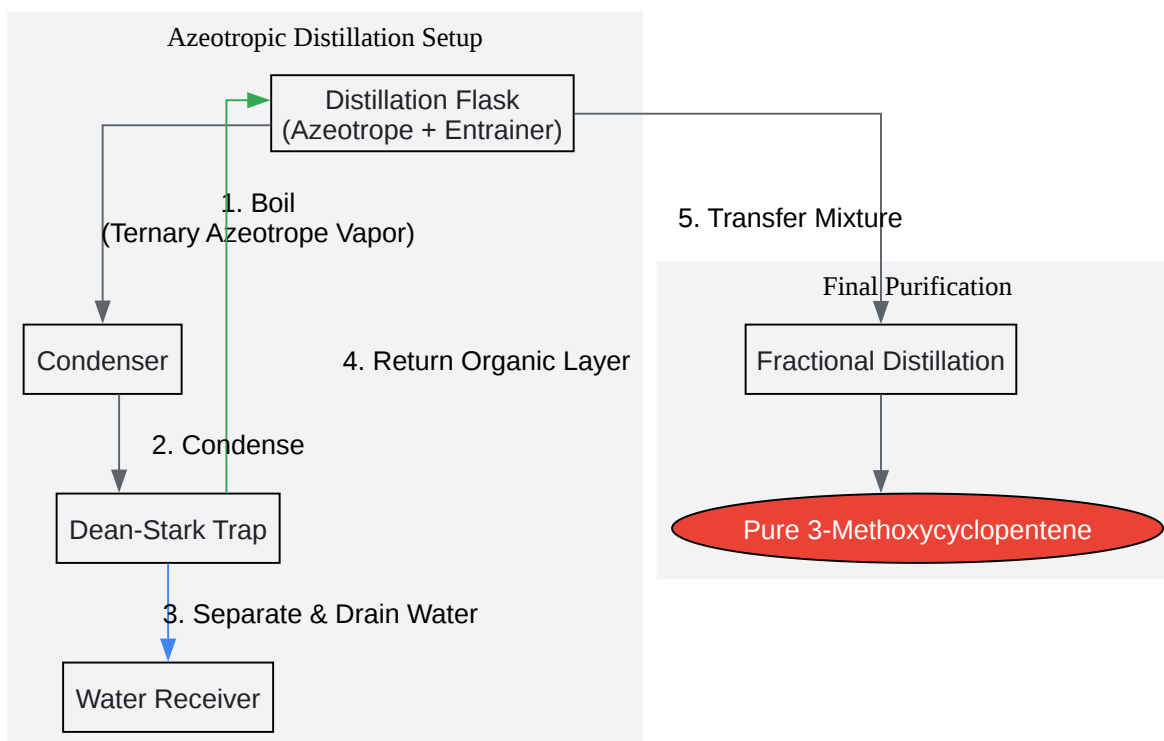 Azeotropic Distillation Setup
Distillation Flask
(Azeotrope + Entrainer)
1. Boil
(Ternary Azeotrope Vapor)
5. Transfer Mixture
Final Purification
Condenser
4. Return Organic Layer
Fractional Distillation
2. Condense
Dean-Stark Trap
Pure 3-Methoxycyclopentene
3. Separate & Drain Water
Water Receiver